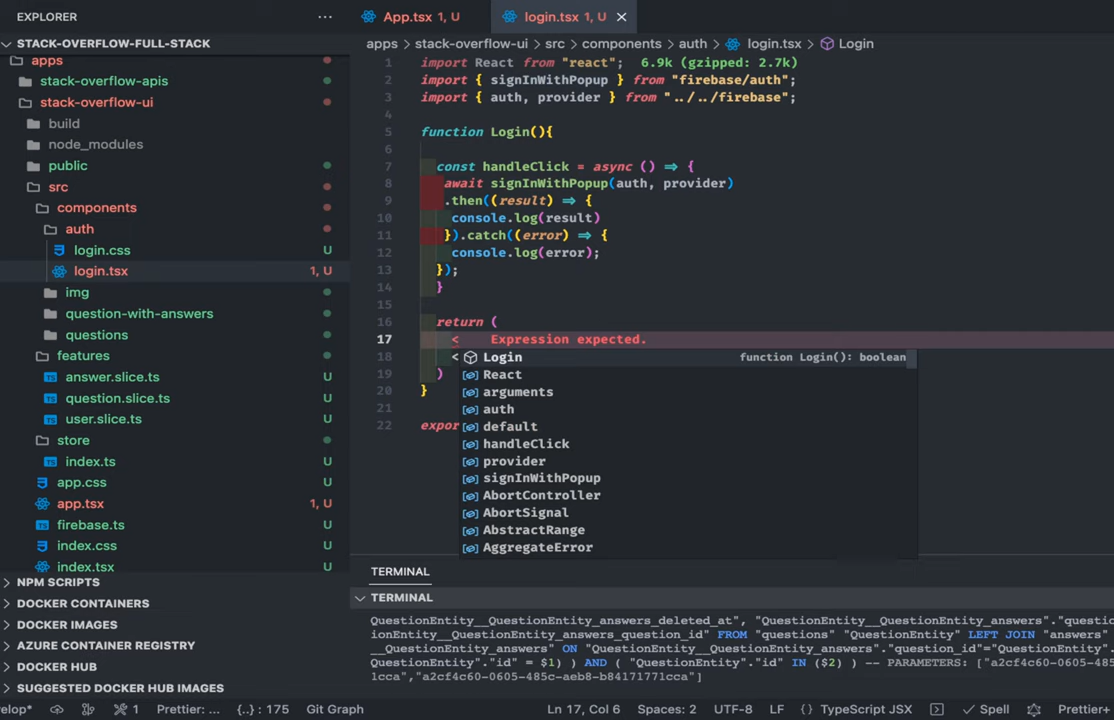 EXPLORER
···
App.tsx 1, U
login.tsx 1, U
STACK-OVERFLOW-FULL-STACK
apps > stack-overflow-ui > src > components > auth > login.tsx > Login
apps
stack-overflow-apis
stack-overflow-ui
build
node_modules
public
src
components
auth
login.css U
login.tsx 1, U
img
question-with-answers
questions
features
answer.slice.ts U
question.slice.ts U
user.slice.ts U
store
index.ts U
app.css U
app.tsx 1, U
firebase.ts U
index.css U
index.tsx U
NPM SCRIPTS
DOCKER CONTAINERS
DOCKER IMAGES
AZURE CONTAINER REGISTRY
DOCKER HUB
SUGGESTED DOCKER HUB IMAGES
1 import React from "react"; 6.9k (gzipped: 2.7k)
2 import { signInWithPopup } from "firebase/auth";
3 import { auth, provider } from "../../firebase";
4
5 function Login(){
6
7 const handleClick = async () => {
8 await signInWithPopup(auth, provider)
9 .then((result) => {
10 console.log(result)
11 }).catch((error) => {
12 console.log(error);
13 });
14 }
15
16 return (
17 < Expression expected.
18 <
19 )
20 }
21
22 expor
Login function Login(): boolean
React
arguments
auth
default
handleClick
provider
signInWithPopup
AbortController
AbortSignal
AbstractRange
AggregateError
TERMINAL
TERMINAL
QuestionEntity__QuestionEntity_answers_deleted_at", "QuestionEntity__QuestionEntity_answers"."quest
ionEntity__QuestionEntity_answers_question_id" FROM "questions" "QuestionEntity" LEFT JOIN "answers"
__QuestionEntity_answers" ON "QuestionEntity__QuestionEntity_answers"."question_id"="QuestionEntity"
QuestionEntity"."id" = $1) ) AND ( "QuestionEntity"."id" IN ($2) ) -- PARAMETERS: ["a2cf4c60-0605-485
1cca","a2cf4c60-0605-485c-aeb8-b84171771cca"]
elop* 1 Prettier: ... {..} : 175 Git Graph Ln 17, Col 6 Spaces: 2 UTF-8 LF {} TypeScript JSX Spell Prettier+